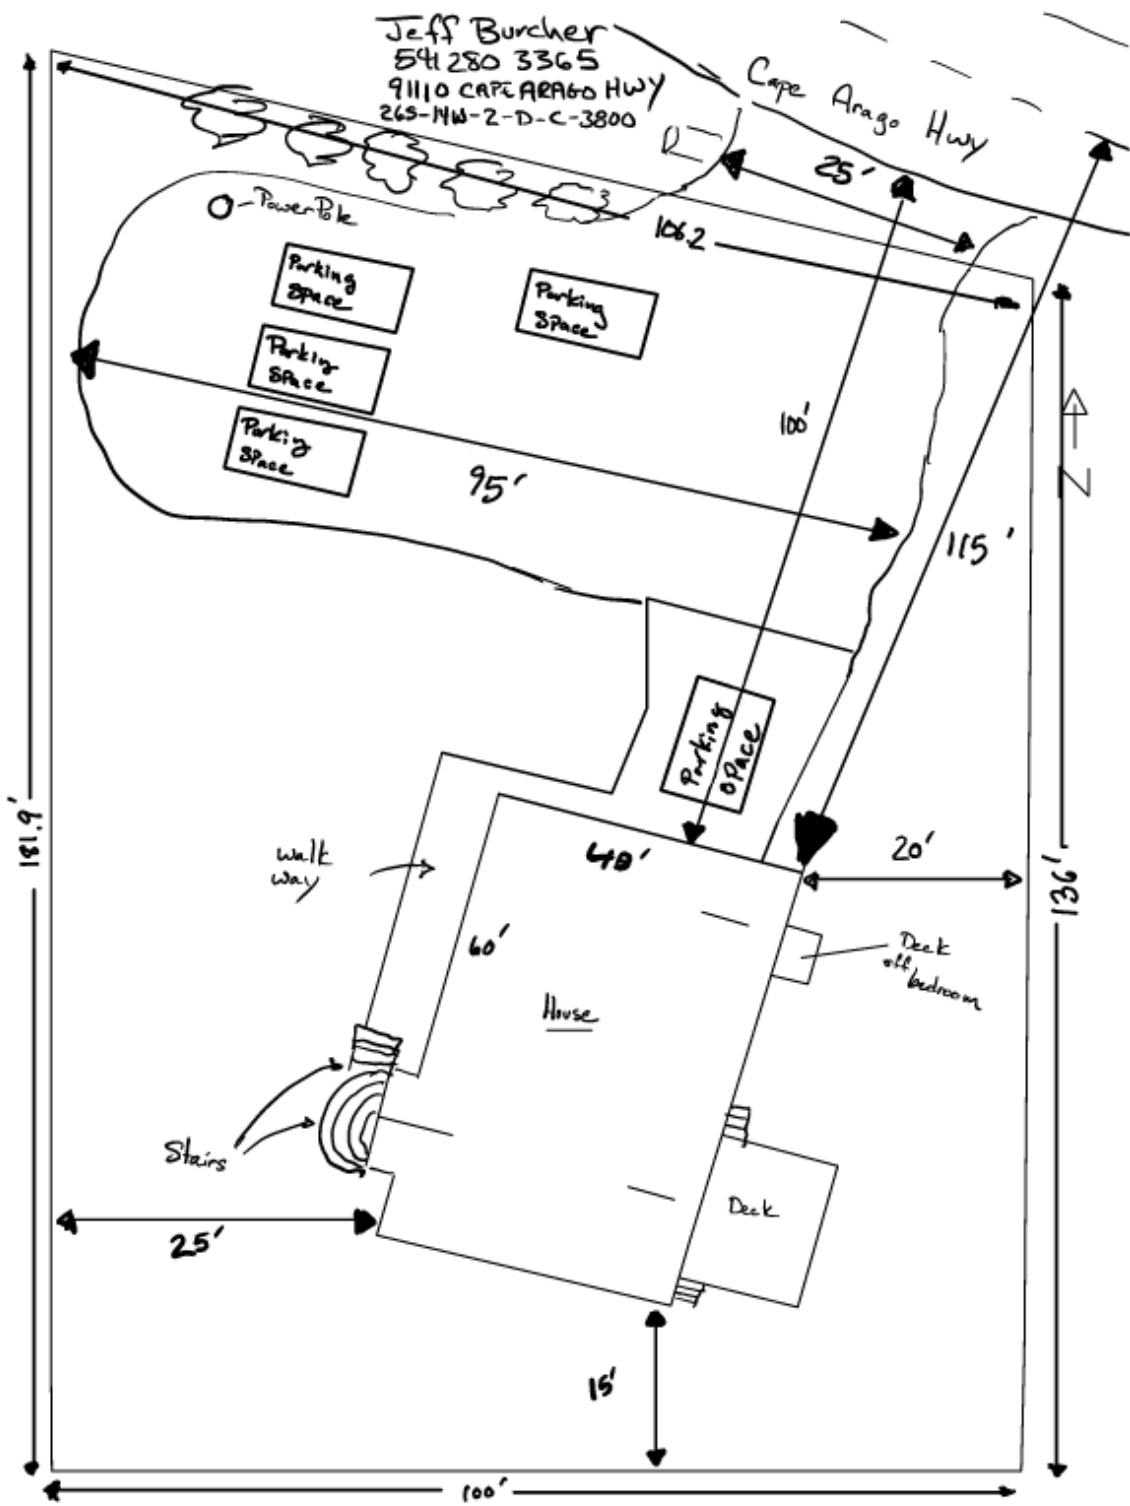 Jeff Burcher
541 280 3365
91110 CAPE ARAGO HWY
26S-14W-2-D-C-3800
Cape Arago Hwy
25'
Power Pole
106.2
Parking
Space
Parking
Space
Parking
Space
Parking
Space
100'
N
95'
115'
Parking
Space
181.9'
walk
way
40'
20'
136'
60'
Deck
off
bedroom
House
Stairs
Deck
25'
15'
100'